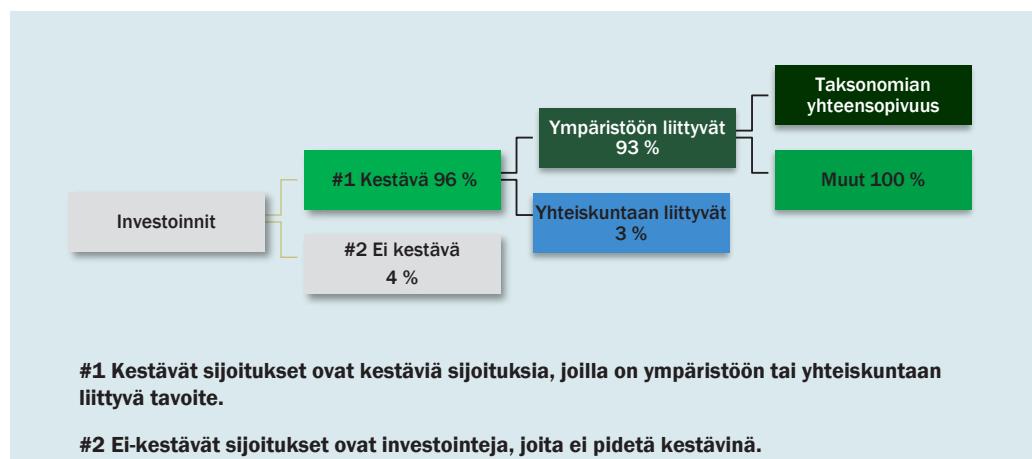 Investoinnit
#1 Kestävä 96 %
#2 Ei kestävä
4 %
Ympäristöön liittyvät
93 %
Yhteiskuntaan liittyvät
3 %
Taksonomian
yhteensopivuus
Muut 100 %
#1 Kestävät sijoitukset ovat kestäviä sijoituksia, joilla on ympäristöön tai yhteiskuntaan
liittyvä tavoite.
#2 Ei-kestävät sijoitukset ovat investointeja, joita ei pidetä kestävinä.